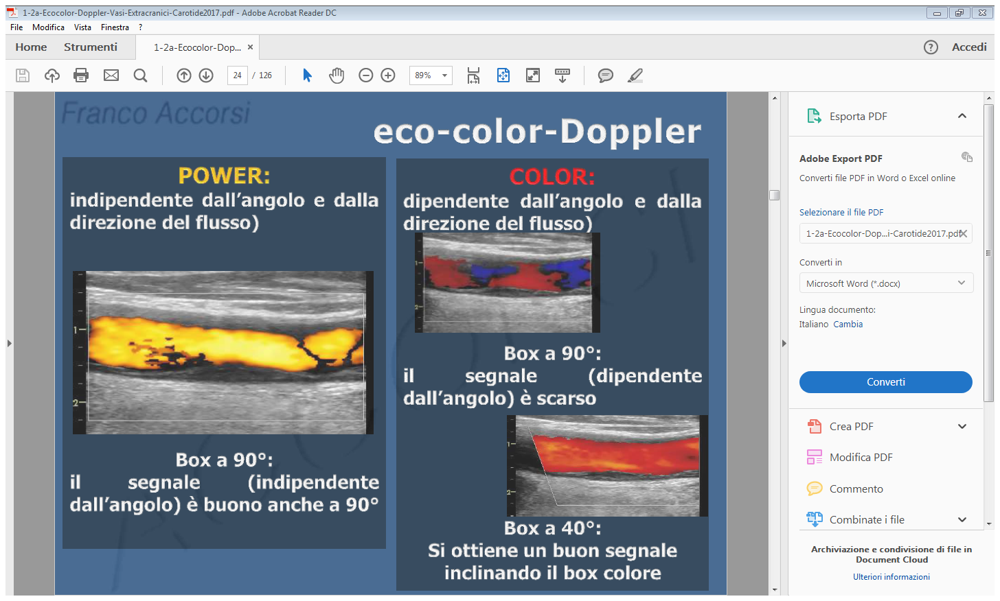 1-2a-Ecocolor-Doppler-Vasi-Extracranici-Carotide2017.pdf - Adobe Acrobat Reader DC
File Modifica Vista Finestra ?
Home Strumenti 1-2a-Ecocolor-Dop... × ? Accedi
24 / 126 89%
Franco Accorsi
eco-color-Doppler
POWER:
indipendente dall’angolo e dalla
direzione del flusso)
1
2
Box a 90°:
il segnale (indipendente
dall’angolo) è buono anche a 90°
COLOR:
dipendente dall’angolo e dalla
direzione del flusso)
1
2
Box a 90°:
il segnale (dipendente
dall’angolo) è scarso
1
2
Box a 40°:
Si ottiene un buon segnale
inclinando il box colore
Esporta PDF
Adobe Export PDF
Converti file PDF in Word o Excel online
Selezionare il file PDF
1-2a-Ecocolor-Dop...i-Carotide2017.pdf
Converti in
Microsoft Word (*.docx)
Lingua documento:
Italiano Cambia
Converti
Crea PDF
Modifica PDF
Commento
Combinate i file
Archiviazione e condivisione di file in
Document Cloud
Ulteriori informazioni